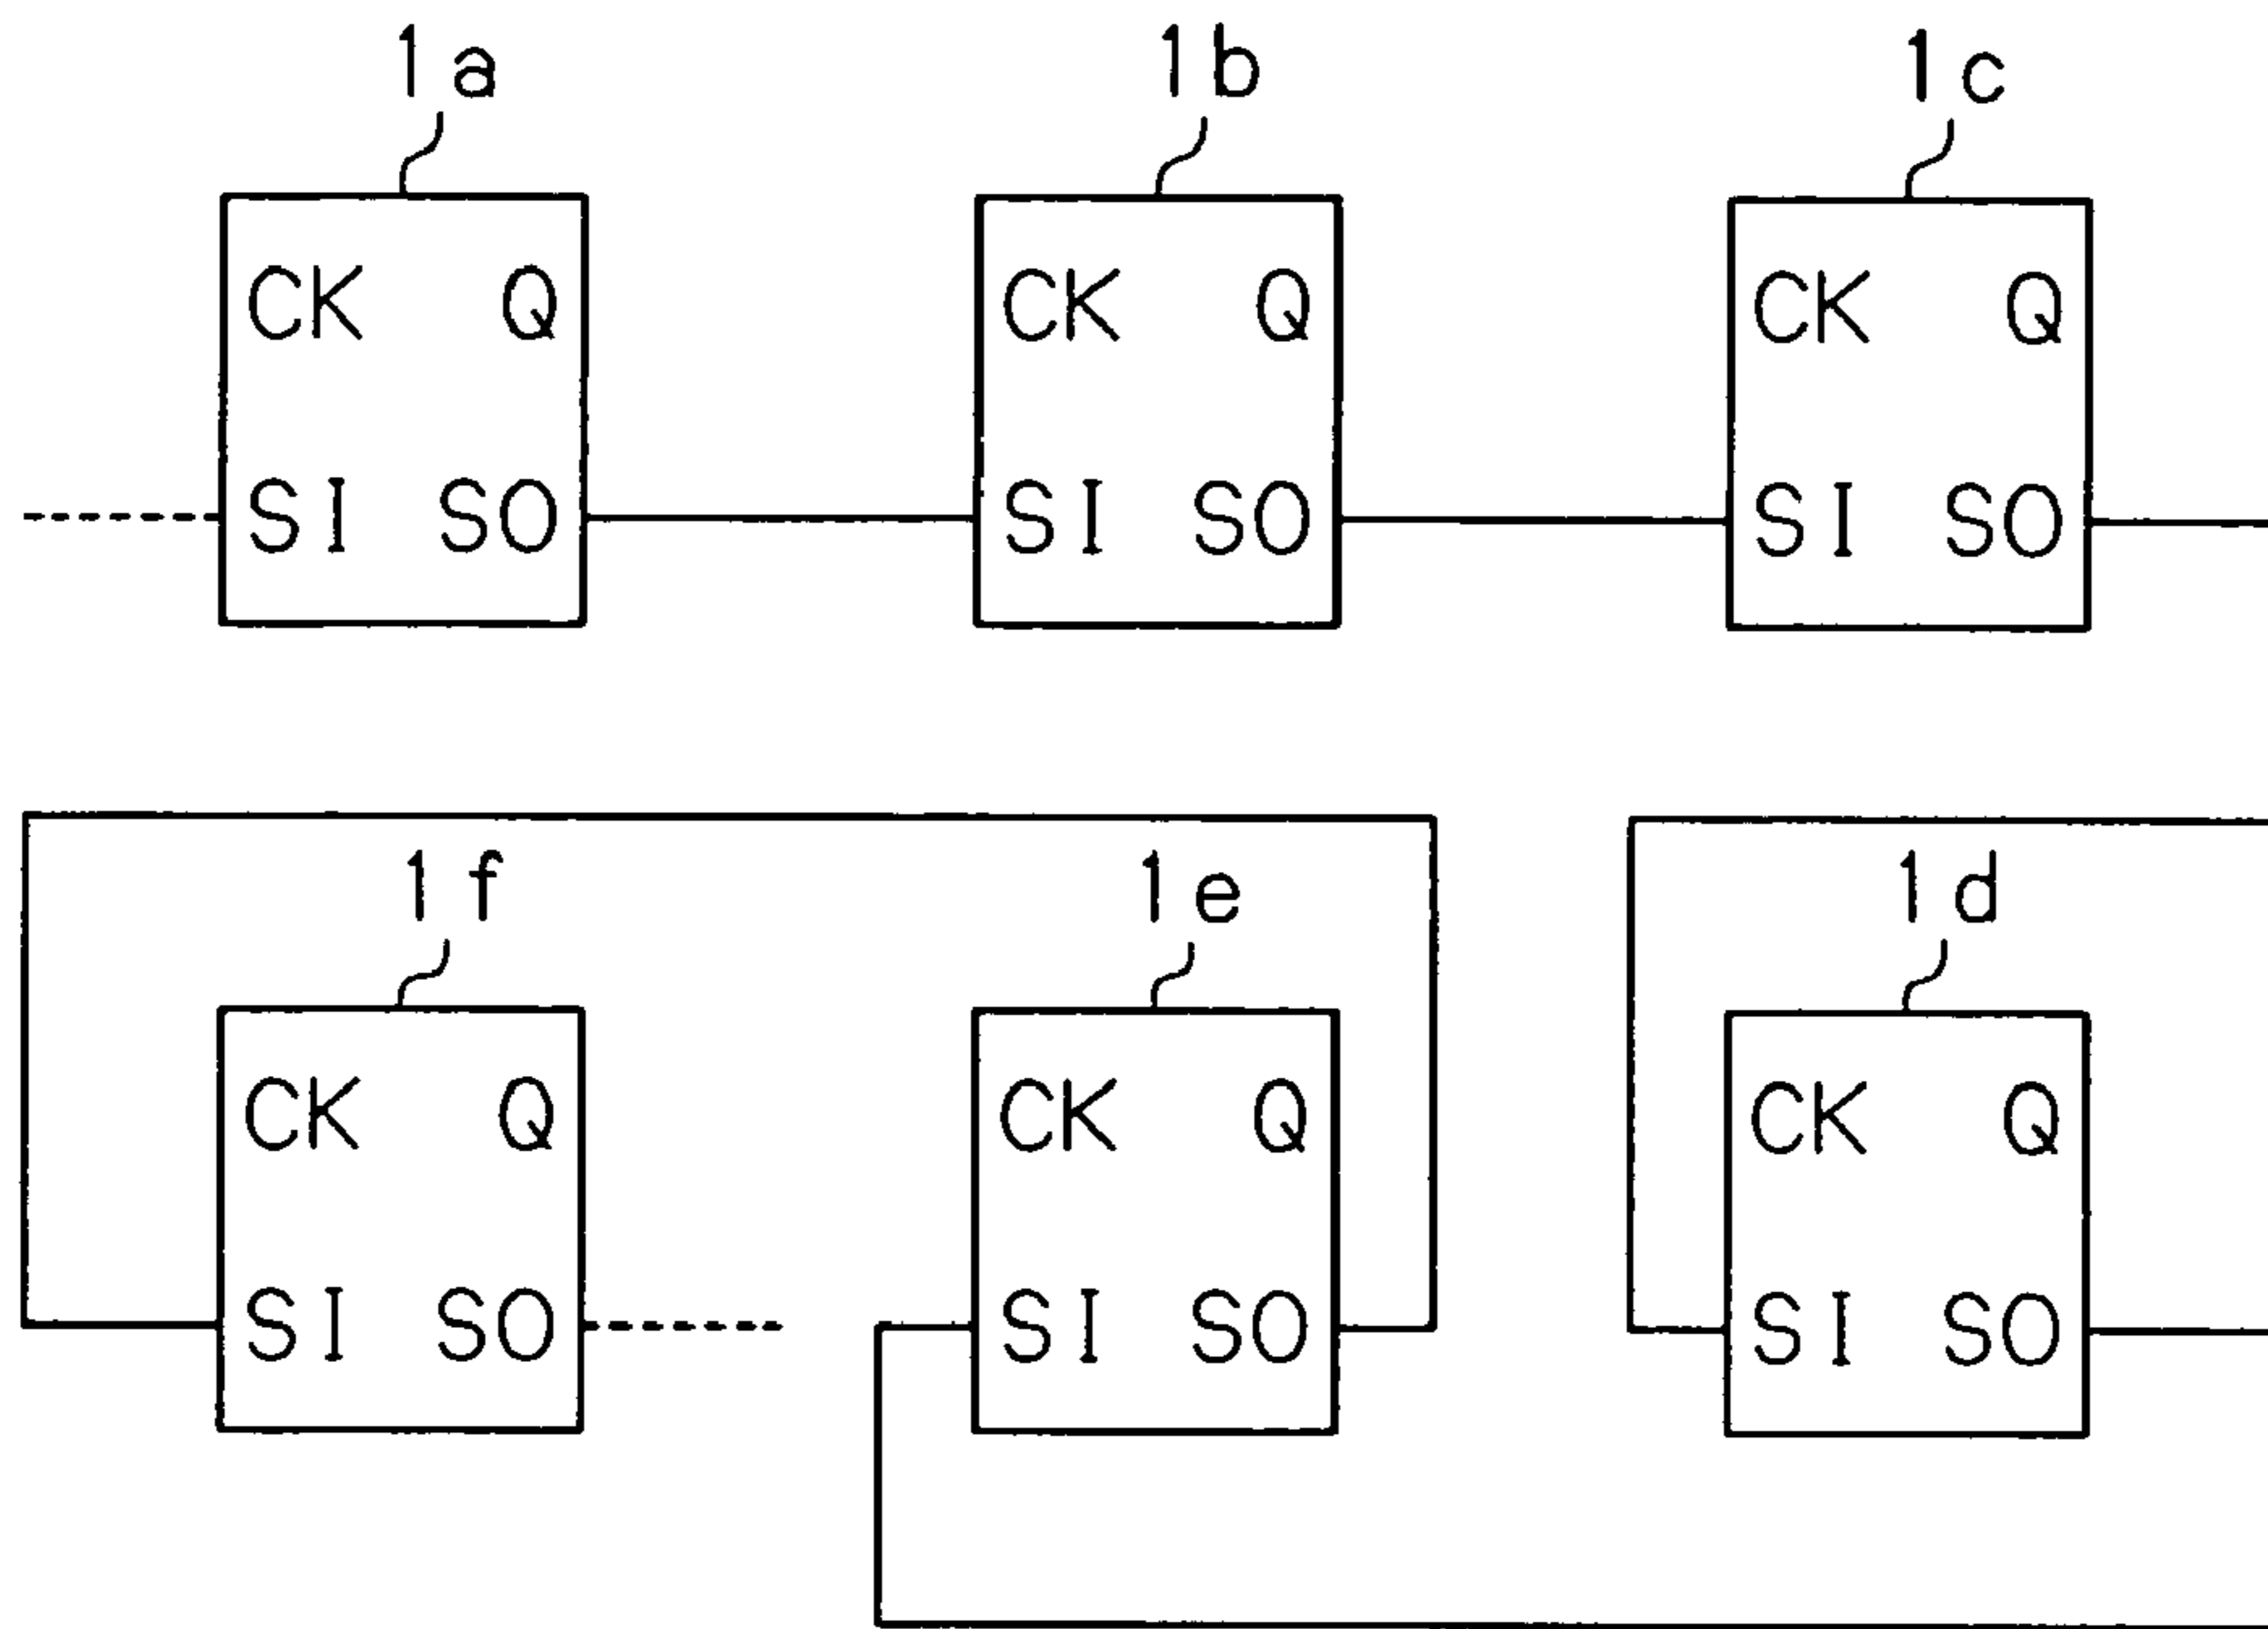 1a 1b 1c
CK Q CK Q CK Q
SI SO SI SO SI SO
1f 1e 1d
CK Q CK Q CK Q
SI SO SI SO SI SO